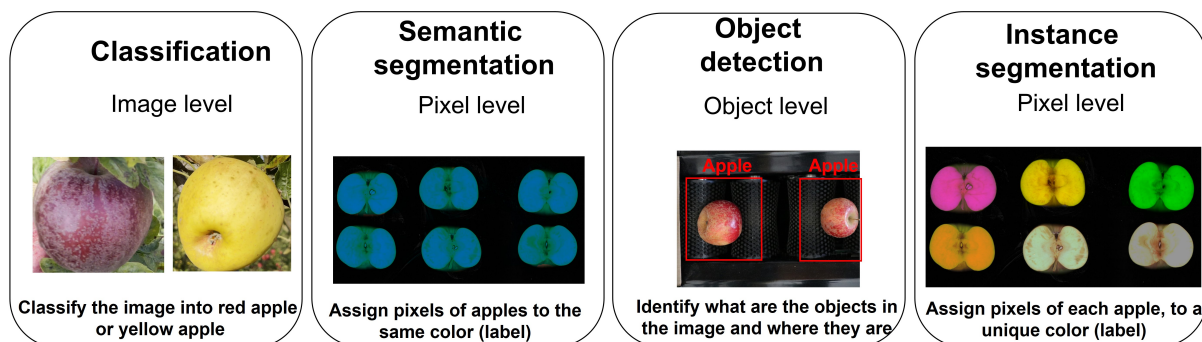 Classification
Image level
Classify the image into red apple
or yellow apple
Semantic
segmentation
Pixel level
Assign pixels of apples to the
same color (label)
Object
detection
Object level
Apple
Apple
Identify what are the objects in
the image and where they are
Instance
segmentation
Pixel level
Assign pixels of each apple, to a
unique color (label)